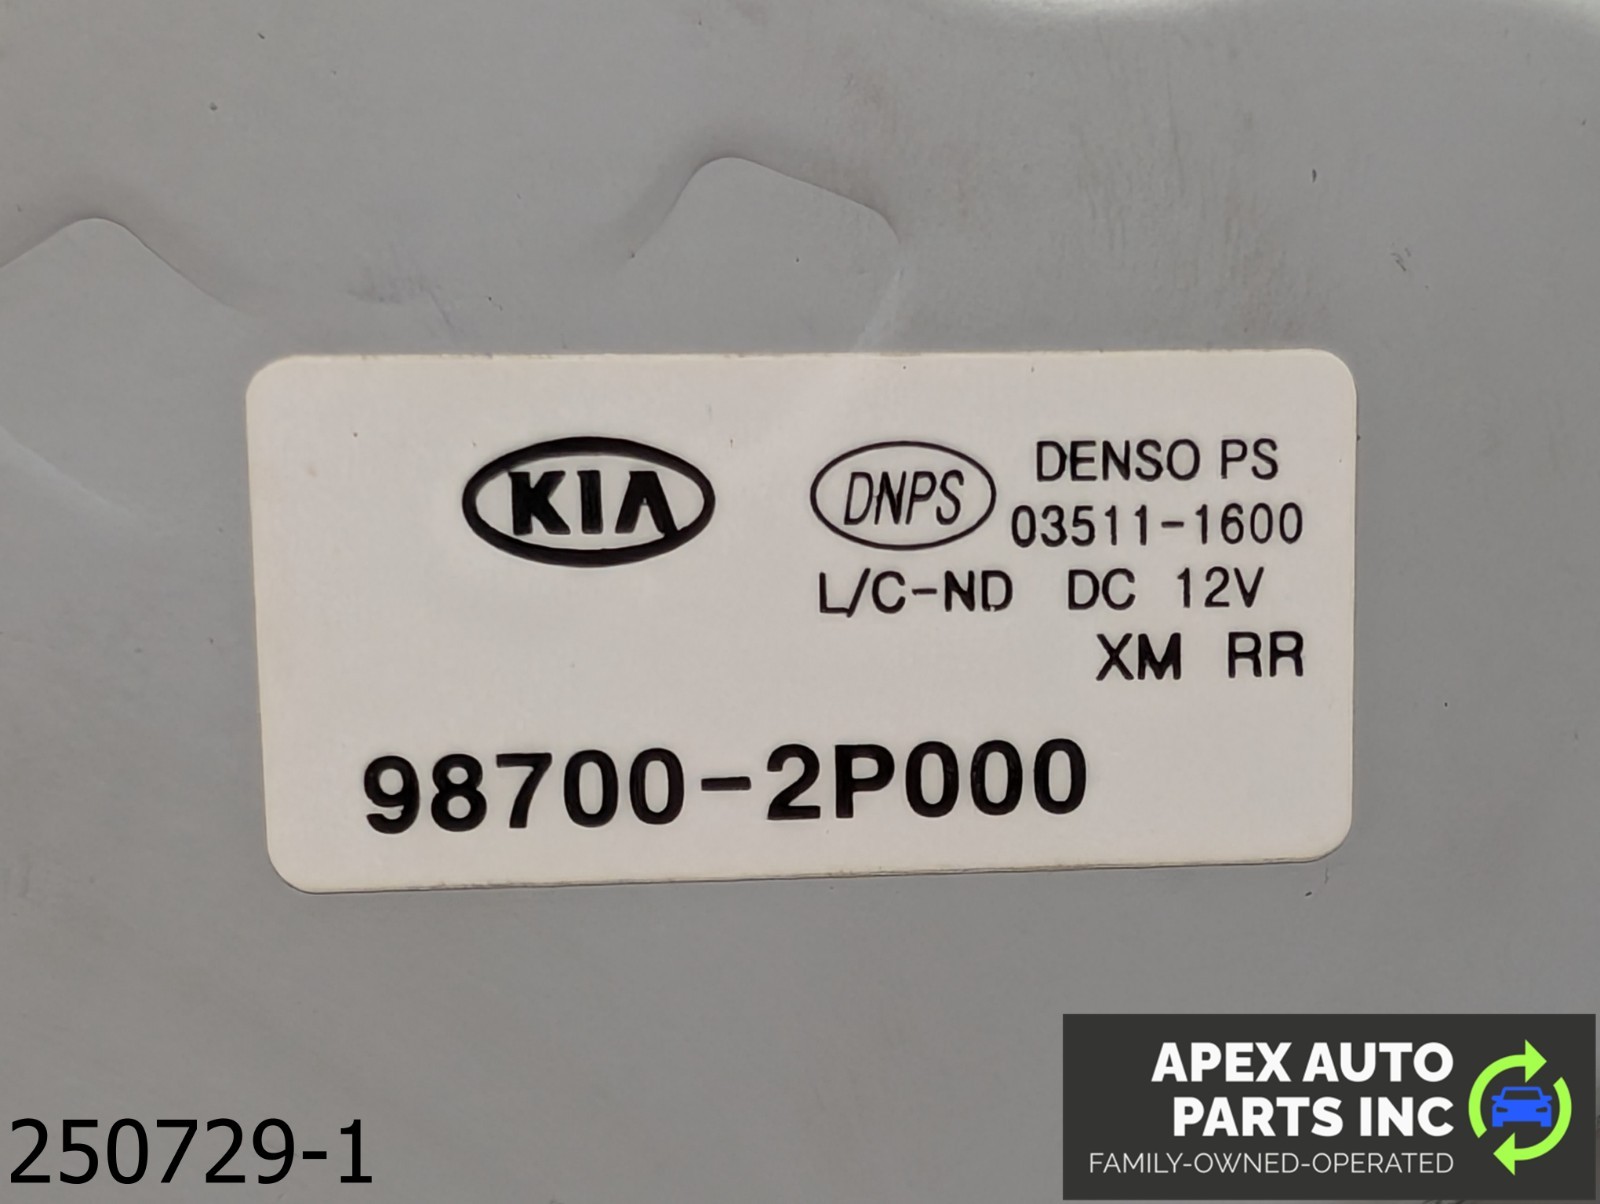 KIA
DNPS
DENSO PS
03511-1600
L/C-ND DC 12V
XM RR
98700-2P000
250729-1
APEX AUTO
PARTS INC
FAMILY-OWNED-OPERATED